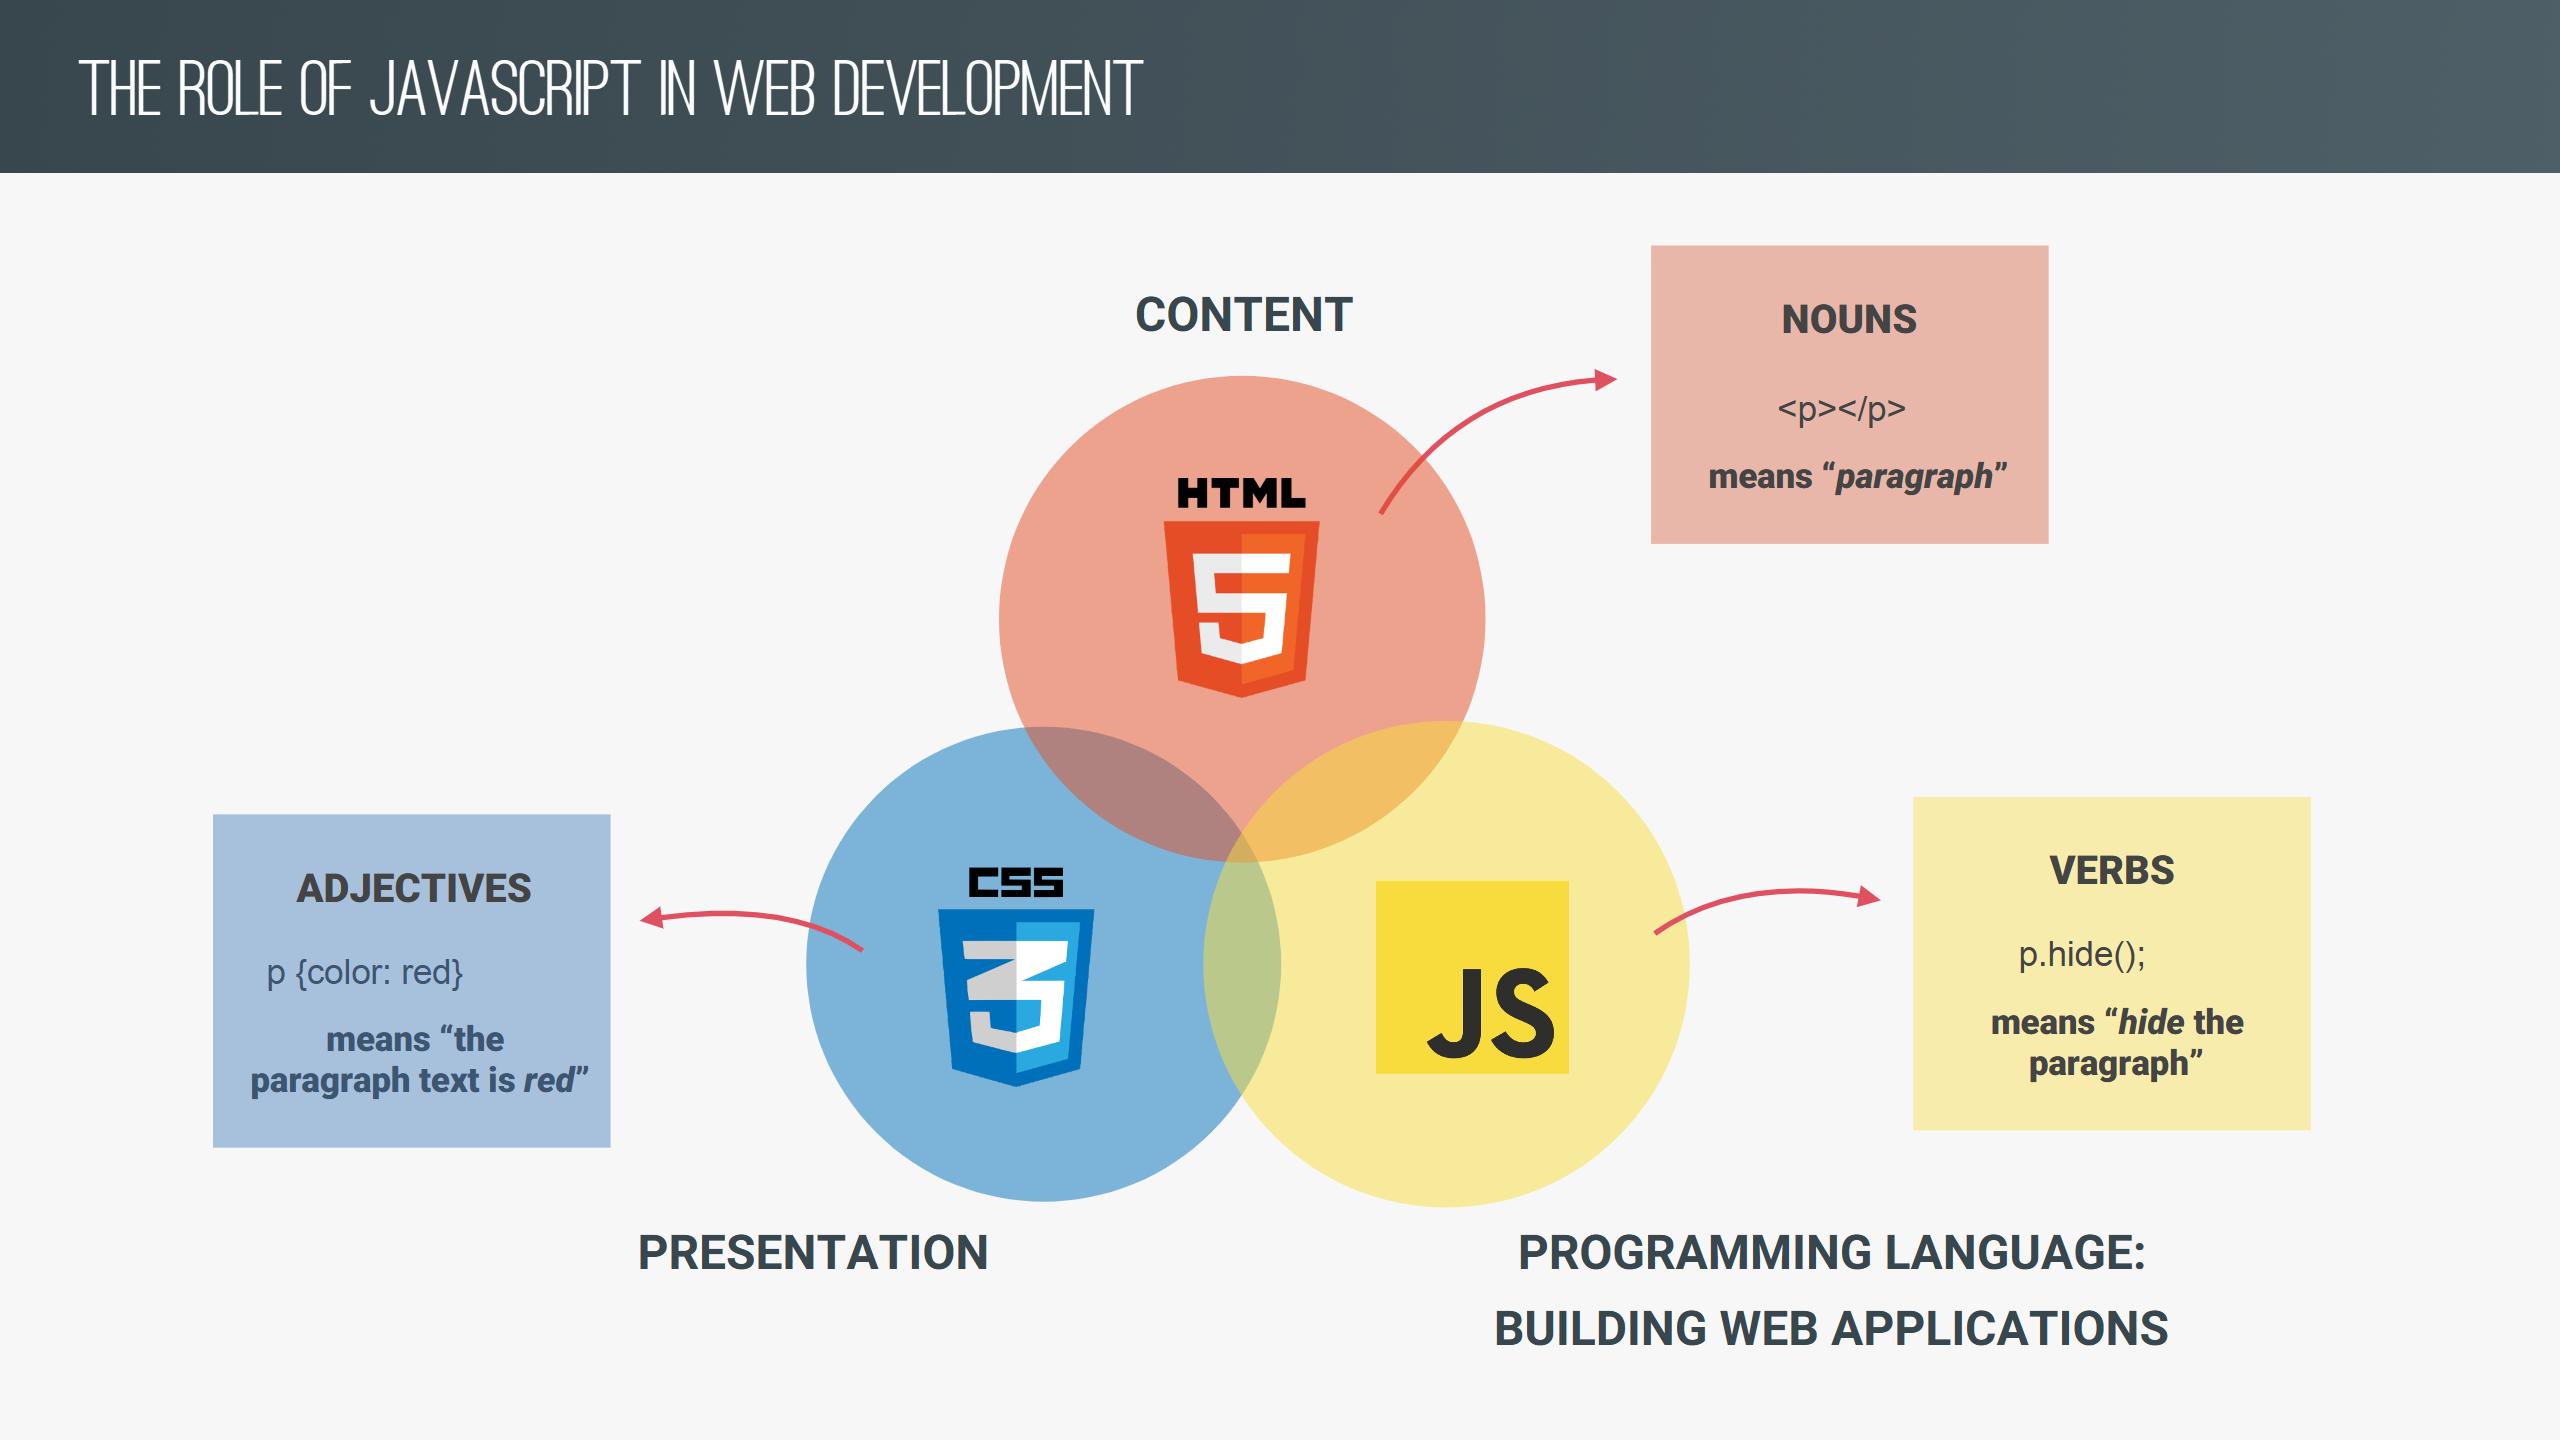 THE ROLE OF JAVASCRIPT IN WEB DEVELOPMENT
CONTENT
NOUNS
<p></p>
means “paragraph”
HTML
5
ADJECTIVES
p {color: red}
means “the
paragraph text is red”
CSS
3
JS
VERBS
p.hide();
means “hide the
paragraph”
PRESENTATION
PROGRAMMING LANGUAGE:
BUILDING WEB APPLICATIONS